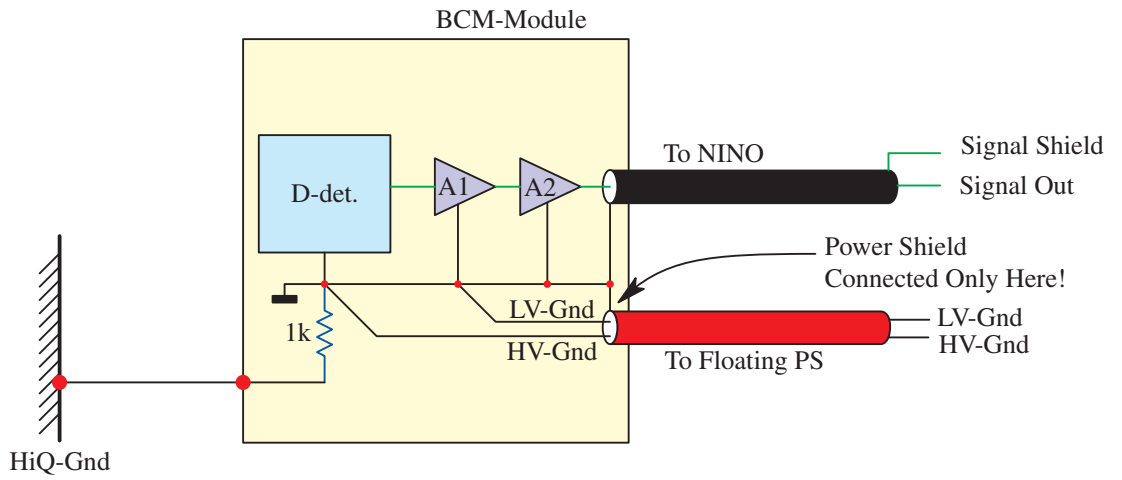 BCM-Module
To NINO
Signal Shield
Signal Out
D-det.
A1
A2
Power Shield
Connected Only Here!
LV-Gnd
1k
HV-Gnd
LV-Gnd
HV-Gnd
To Floating PS
HiQ-Gnd